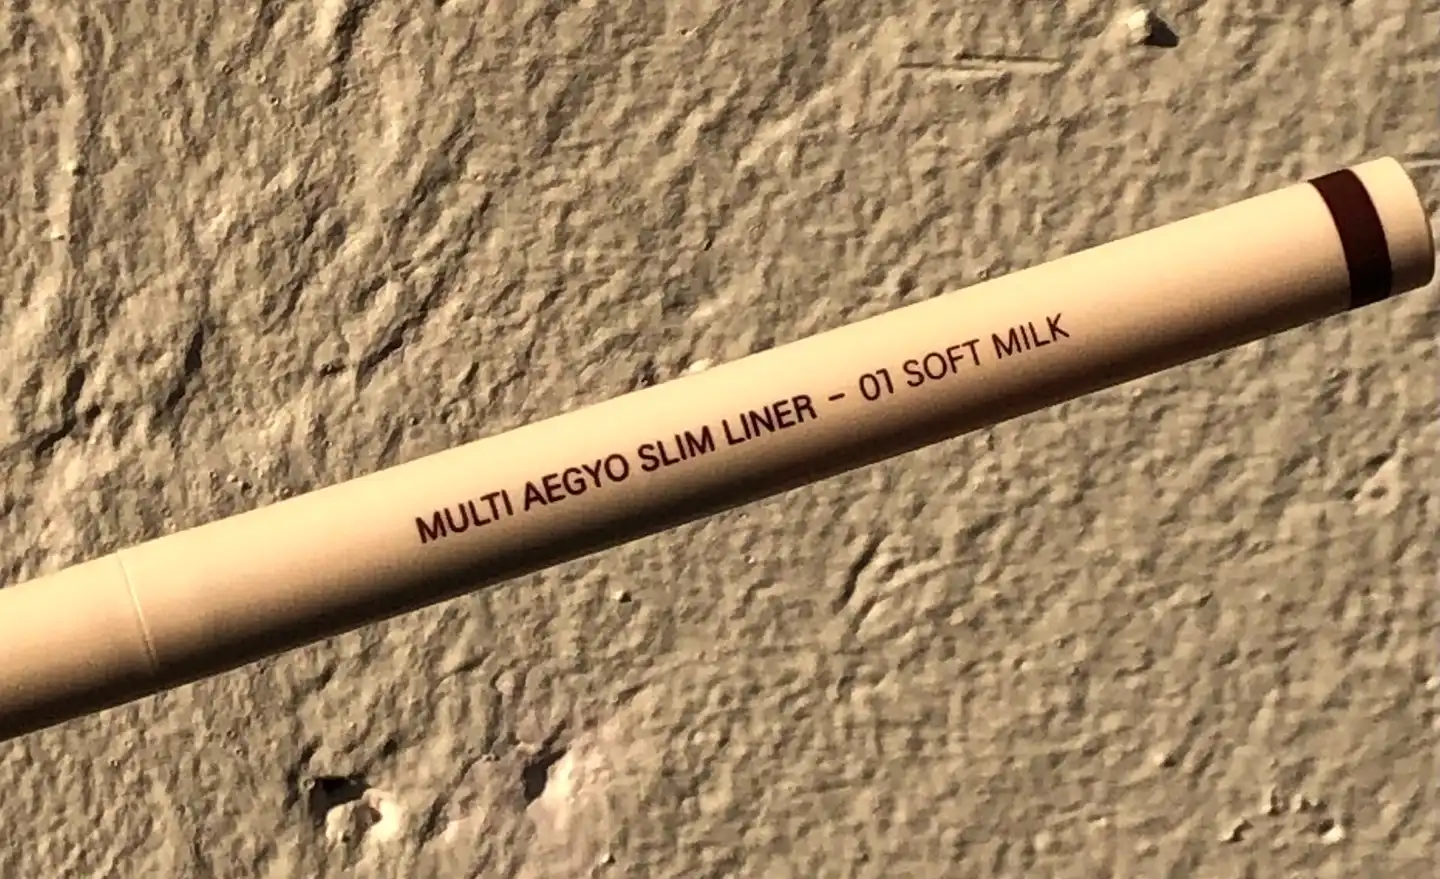 MULTI AEGYO SLIM LINER - 01 SOFT MILK